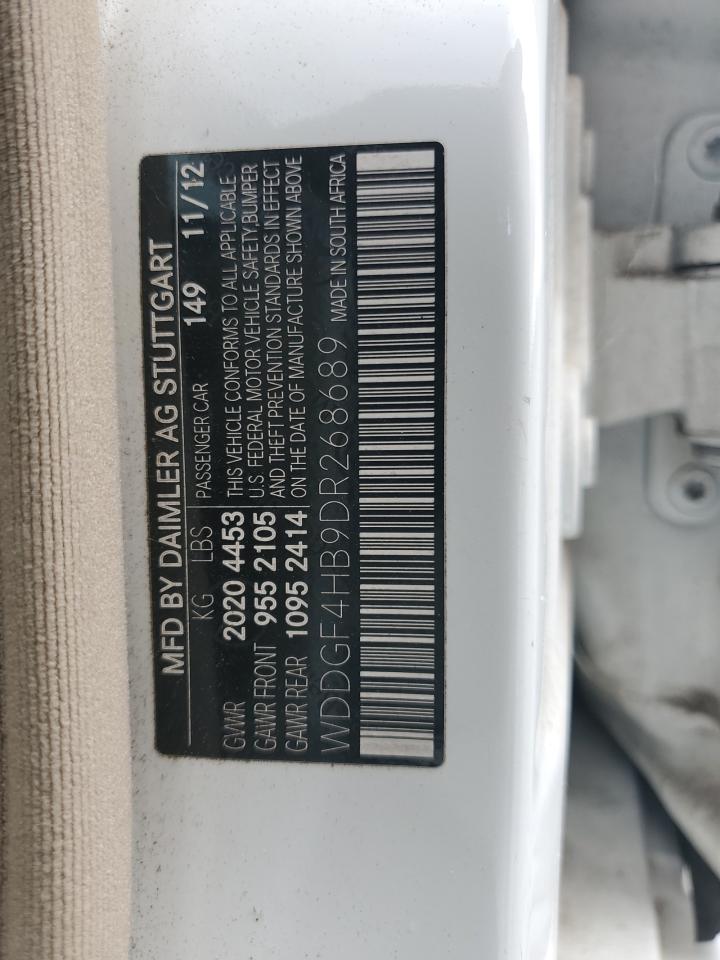 MFD BY DAIMLER AG STUTTGART
KG LBS PASSENGER CAR 149 11/12
GVWR 2020 4453 THIS VEHICLE CONFORMS TO ALL APPLICABLE
GAWR FRONT 955 2105 U.S. FEDERAL MOTOR VEHICLE SAFETY,BUMPER
GAWR REAR 1095 2414 AND THEFT PREVENTION STANDARDS IN EFFECT
ON THE DATE OF MANUFACTURE SHOWN ABOVE
WDDGF4HB9DR268689 MADE IN SOUTH AFRICA